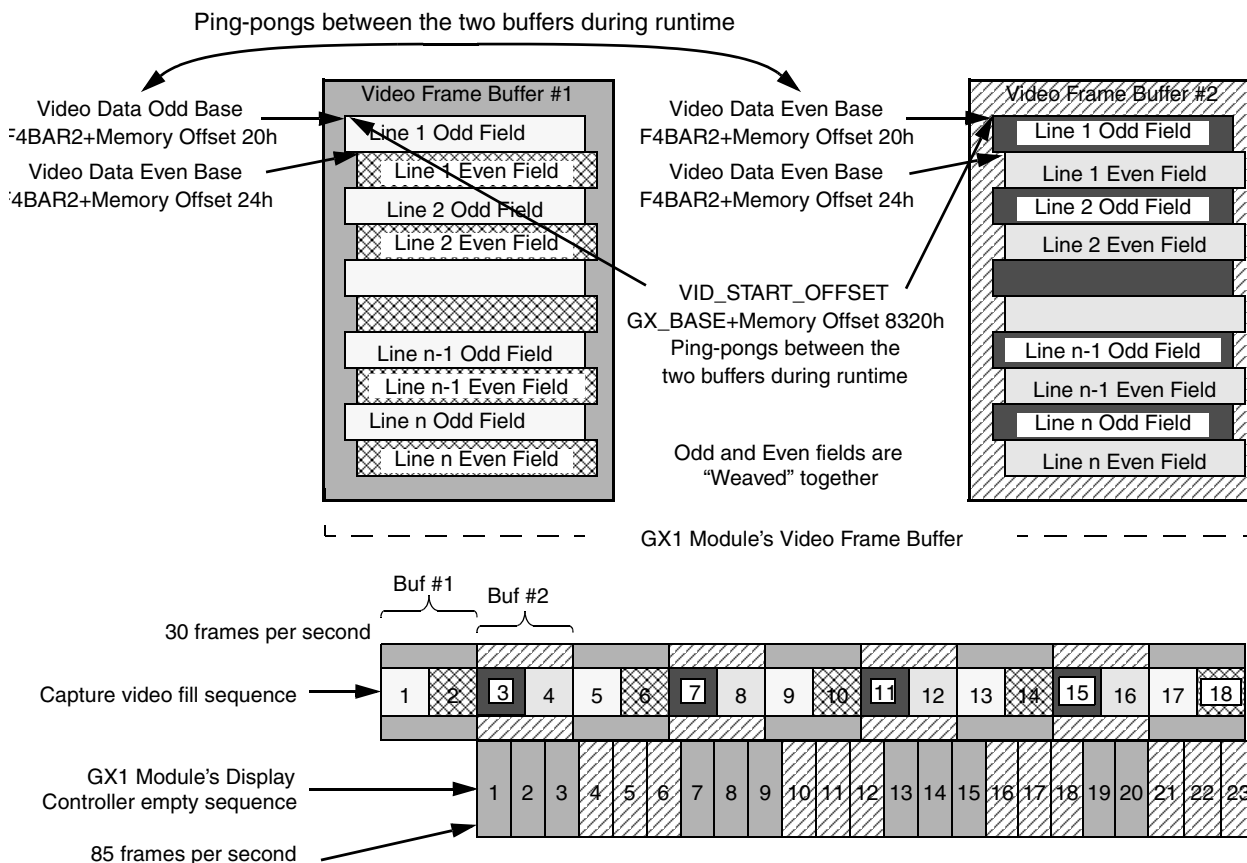 Ping-pongs between the two buffers during runtime
Video Data Odd Base
F4BAR2+Memory Offset 20h
Video Data Even Base
F4BAR2+Memory Offset 24h
Video Frame Buffer #1
Line 1 Odd Field
Line 1 Even Field
Line 2 Odd Field
Line 2 Even Field
Line n-1 Odd Field
Line n-1 Even Field
Line n Odd Field
Line n Even Field
Video Data Even Base
F4BAR2+Memory Offset 20h
Video Data Even Base
F4BAR2+Memory Offset 24h
VID_START_OFFSET
GX_BASE+Memory Offset 8320h
Ping-pongs between the
two buffers during runtime
Odd and Even fields are
“Weaved” together
Video Frame Buffer #2
Line 1 Odd Field
Line 1 Even Field
Line 2 Odd Field
Line 2 Even Field
Line n-1 Odd Field
Line n-1 Even Field
Line n Odd Field
Line n Even Field
GX1 Module’s Video Frame Buffer
Buf #1
Buf #2
30 frames per second
Capture video fill sequence
1 2 3 4 5 6 7 8 9 10 11 12 13 14 15 16 17 18
GX1 Module’s Display
Controller empty sequence
1 2 3 4 5 6 7 8 9 10 11 12 13 14 15 16 17 18 19 20 21 22 23
85 frames per second